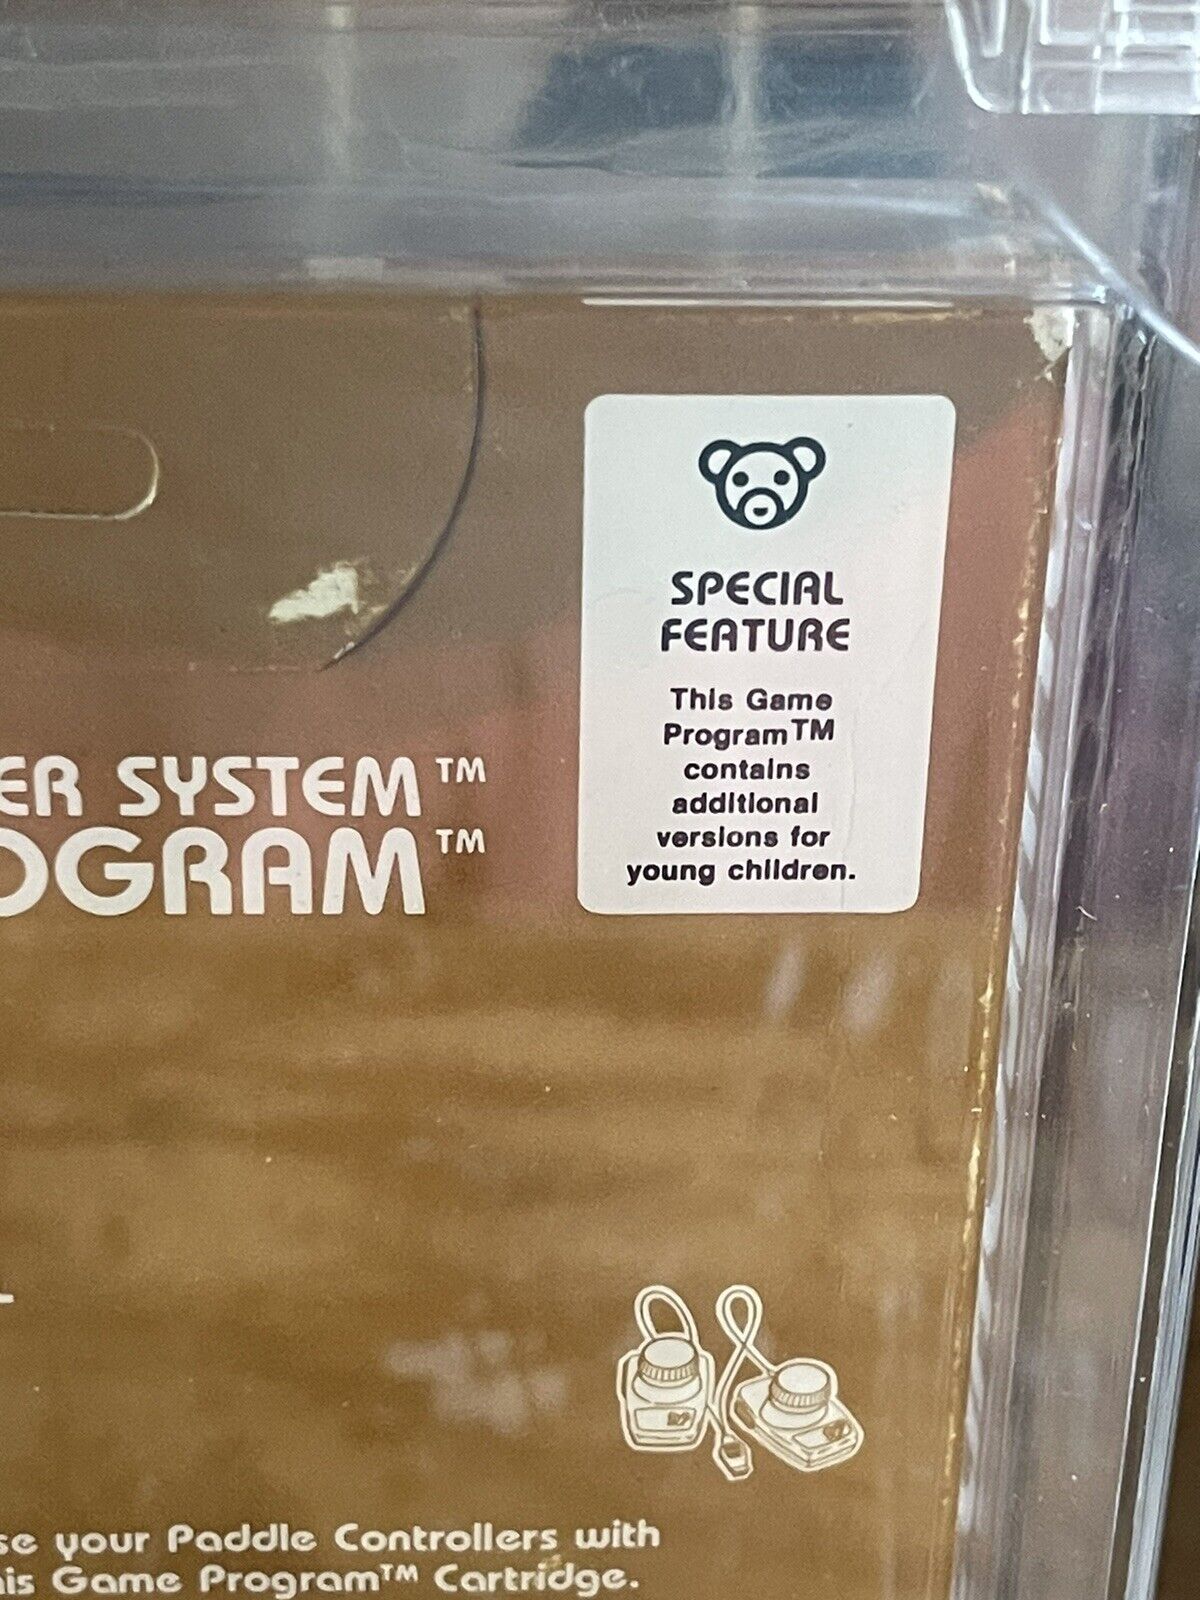 SPECIAL
FEATURE
This Game
Program™
contains
additional
versions for
young children.
ER SYSTEM™
OGRAM™
se your Paddle Controllers with
his Game Program™ Cartridge.